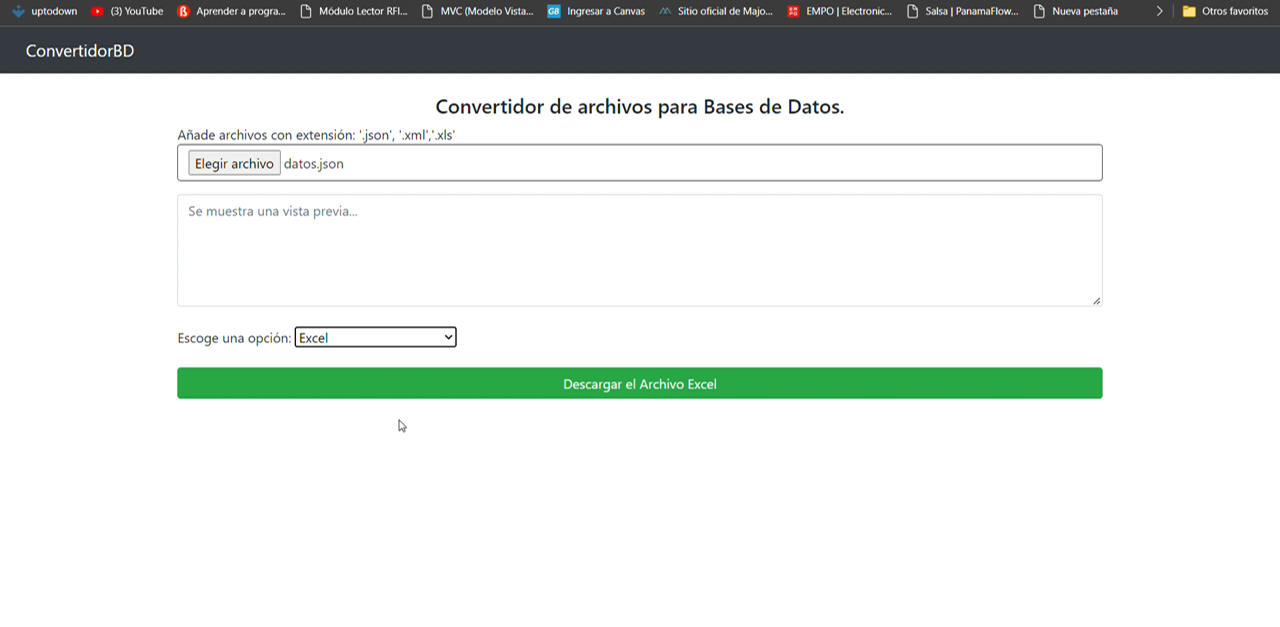 uptodown (3) YouTube Aprender a progra... Módulo Lector RFI... MVC (Modelo Vista... GB Ingresar a Canvas Sitio oficial de Majo... EMPO | Electronic... Salsa | PanamaFlow... Nueva pestaña Otros favoritos
ConvertidorBD
Convertidor de archivos para Bases de Datos.
Añade archivos con extensión: '.json', '.xml','.xls'
Elegir archivo datos.json
Se muestra una vista previa...
Escoge una opción: Excel
Descargar el Archivo Excel